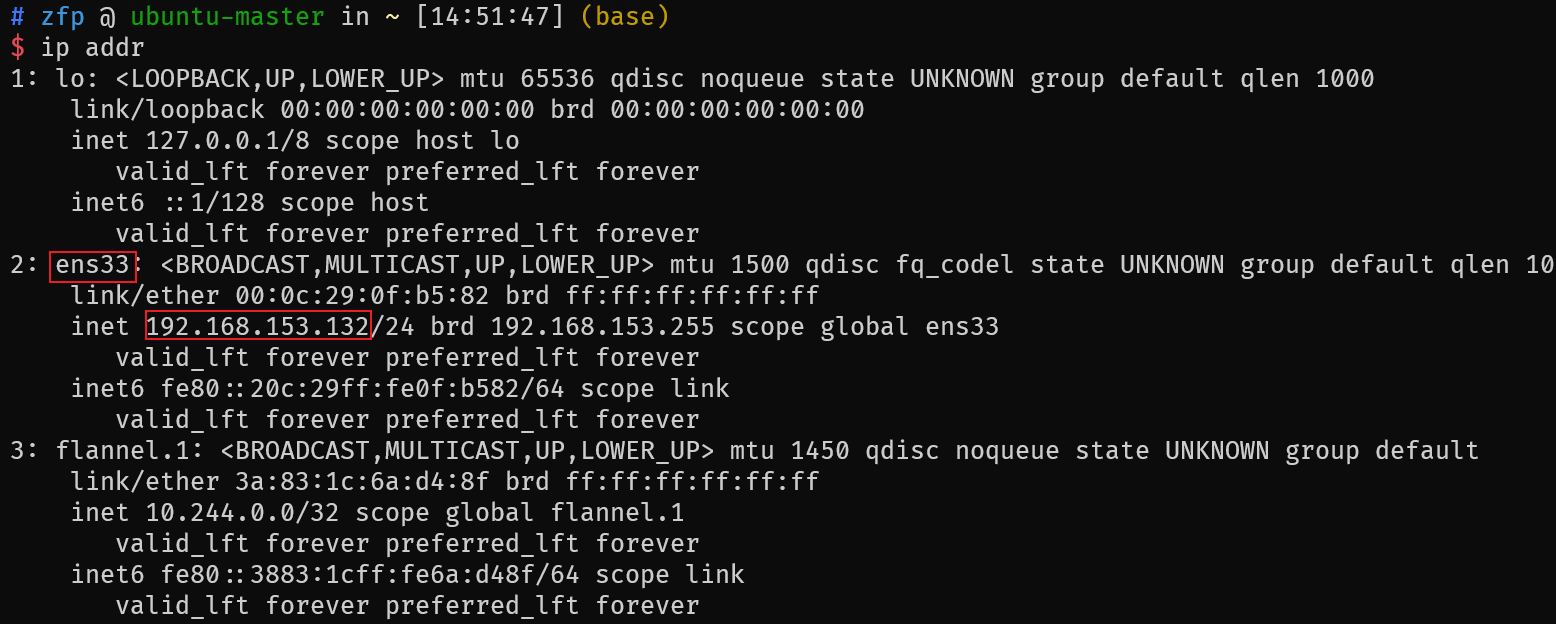 # zfp @ ubuntu-master in ~ [14:51:47] (base)
$ ip addr
1: lo: <LOOPBACK,UP,LOWER_UP> mtu 65536 qdisc noqueue state UNKNOWN group default qlen 1000
    link/loopback 00:00:00:00:00:00 brd 00:00:00:00:00:00
    inet 127.0.0.1/8 scope host lo
       valid_lft forever preferred_lft forever
    inet6 ::1/128 scope host
       valid_lft forever preferred_lft forever
2: ens33: <BROADCAST,MULTICAST,UP,LOWER_UP> mtu 1500 qdisc fq_codel state UNKNOWN group default qlen 10
    link/ether 00:0c:29:0f:b5:82 brd ff:ff:ff:ff:ff:ff
    inet 192.168.153.132/24 brd 192.168.153.255 scope global ens33
       valid_lft forever preferred_lft forever
    inet6 fe80::20c:29ff:fe0f:b582/64 scope link
       valid_lft forever preferred_lft forever
3: flannel.1: <BROADCAST,MULTICAST,UP,LOWER_UP> mtu 1450 qdisc noqueue state UNKNOWN group default
    link/ether 3a:83:1c:6a:d4:8f brd ff:ff:ff:ff:ff:ff
    inet 10.244.0.0/32 scope global flannel.1
       valid_lft forever preferred_lft forever
    inet6 fe80::3883:1cff:fe6a:d48f/64 scope link
       valid_lft forever preferred_lft forever